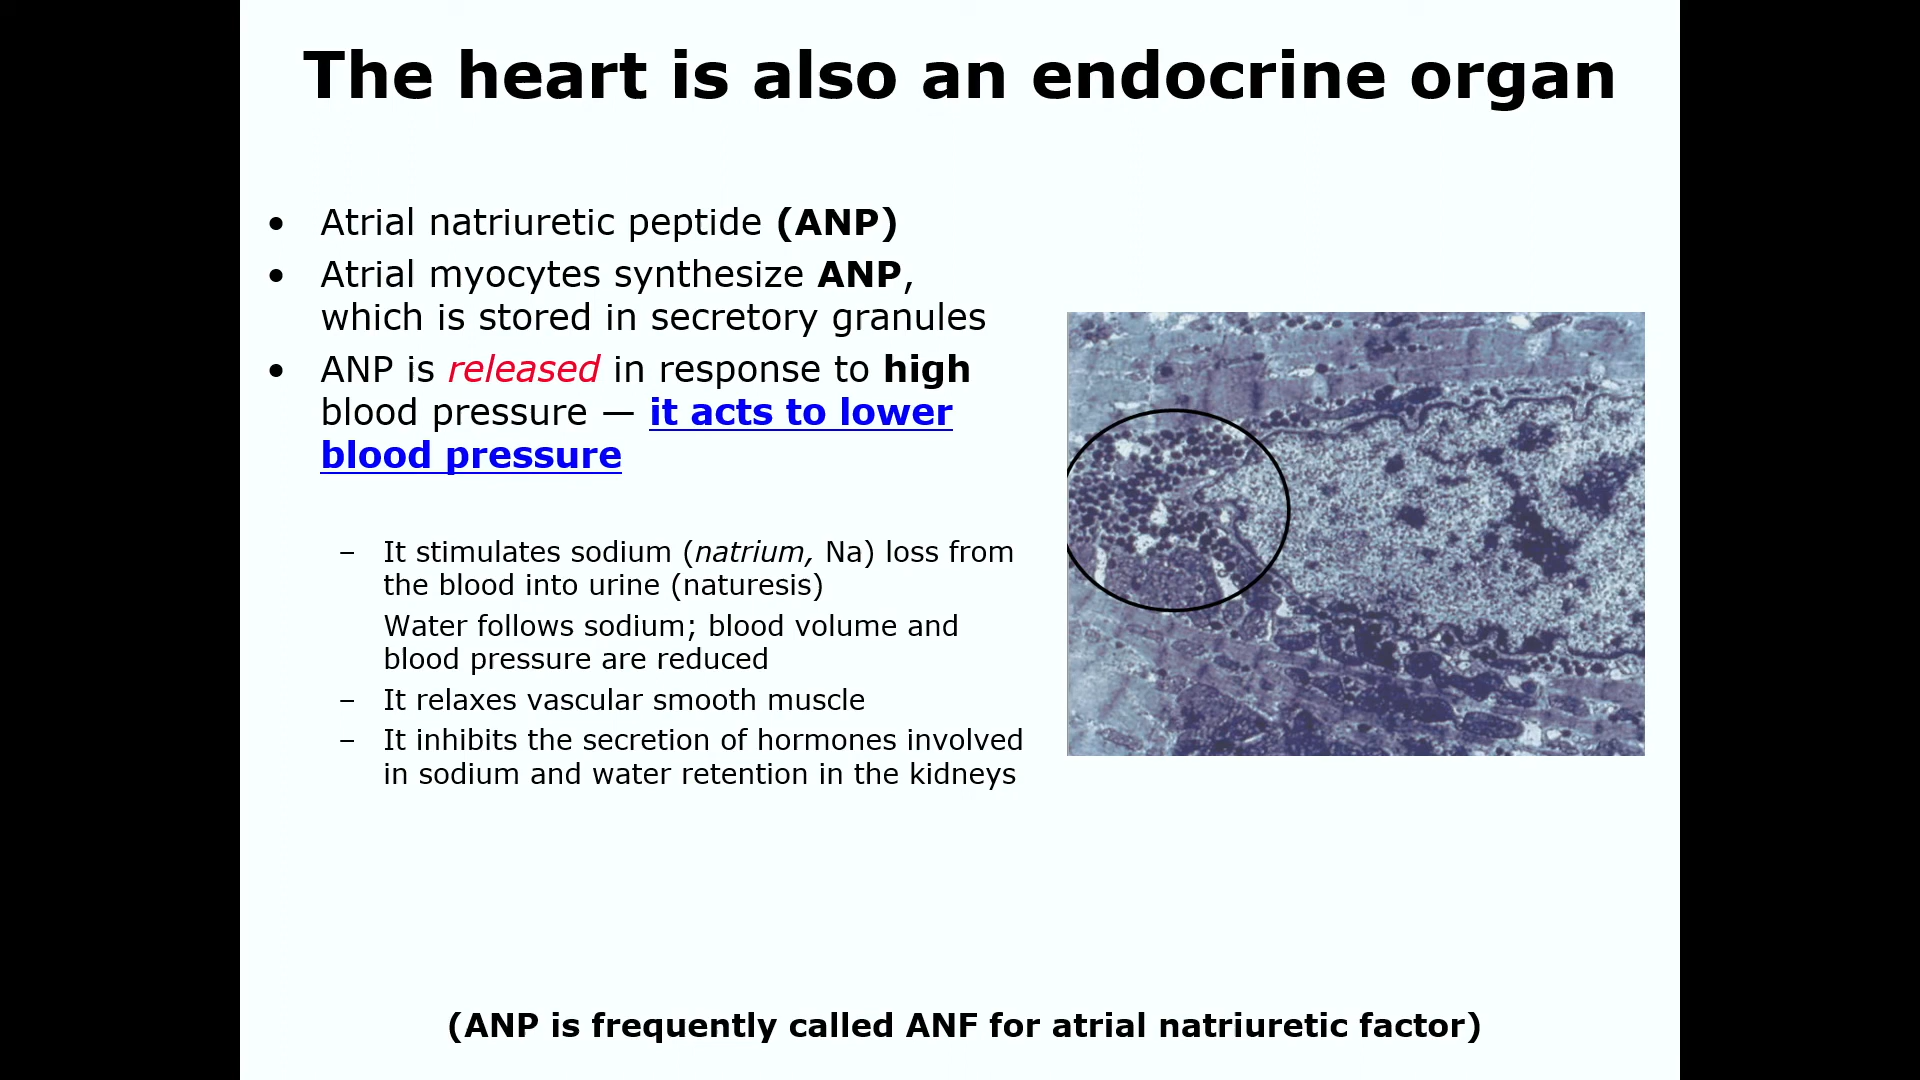 The heart is also an endocrine organ
• Atrial natriuretic peptide (ANP)
• Atrial myocytes synthesize ANP,
which is stored in secretory granules
• ANP is released in response to high
blood pressure — it acts to lower
blood pressure
– It stimulates sodium (natrium, Na) loss from
the blood into urine (naturesis)
Water follows sodium; blood volume and
blood pressure are reduced
– It relaxes vascular smooth muscle
– It inhibits the secretion of hormones involved
in sodium and water retention in the kidneys
(ANP is frequently called ANF for atrial natriuretic factor)